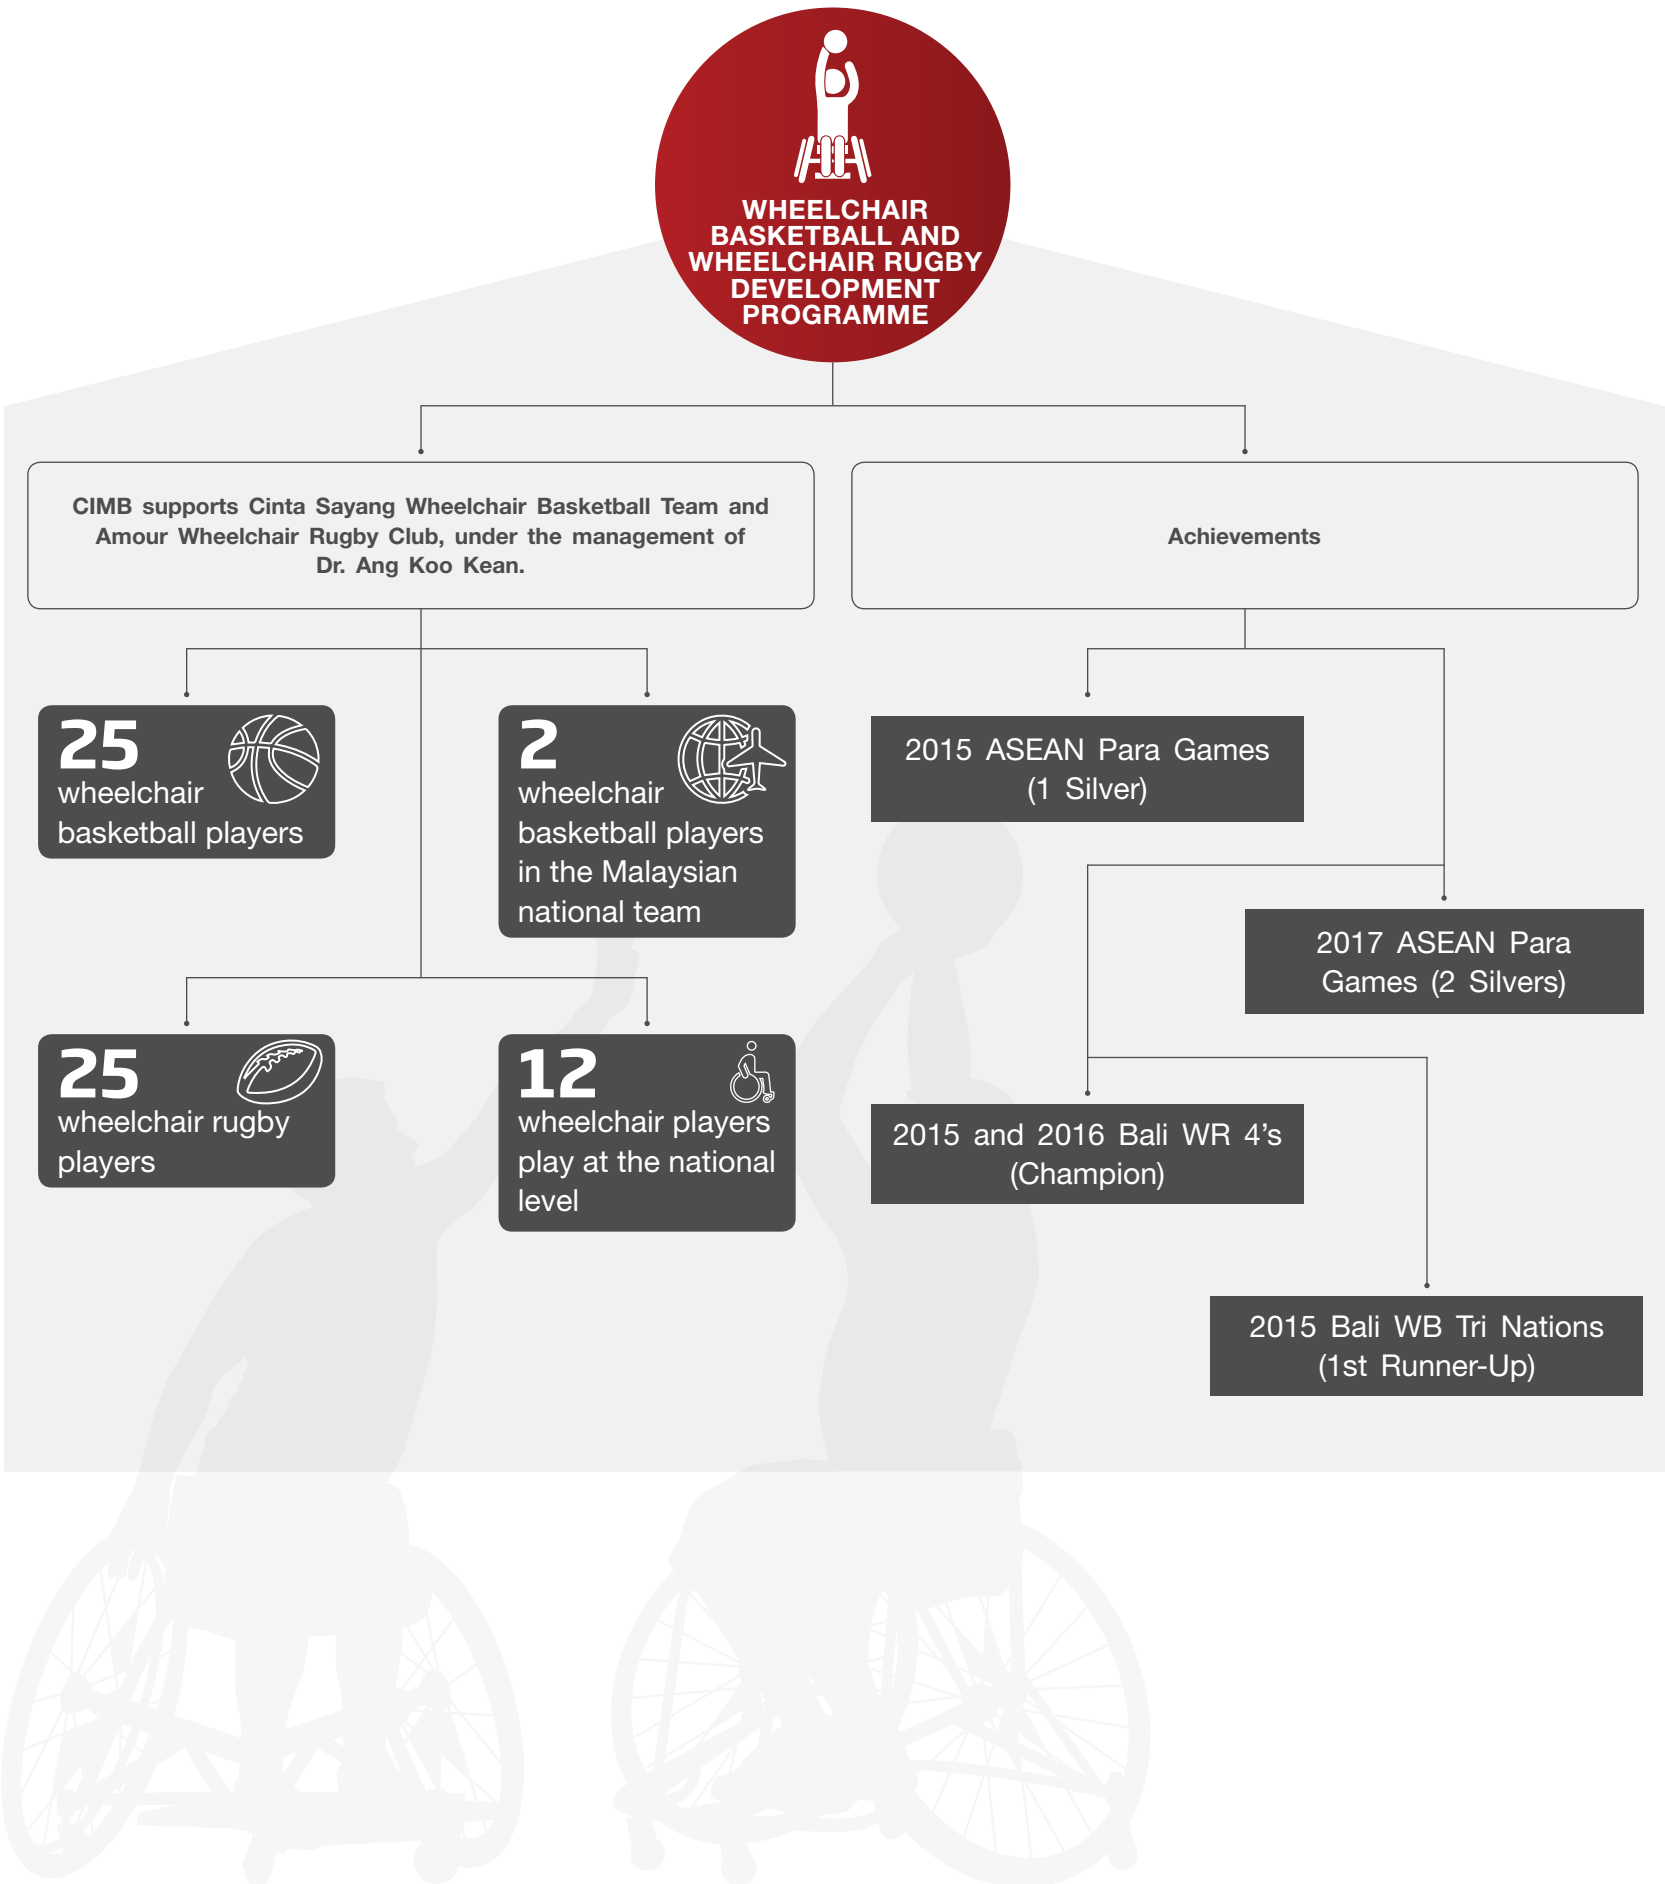 WHEELCHAIR
BASKETBALL AND
WHEELCHAIR RUGBY
DEVELOPMENT
PROGRAMME
CIMB supports Cinta Sayang Wheelchair Basketball Team and
Amour Wheelchair Rugby Club, under the management of
Dr. Ang Koo Kean.
25
wheelchair
basketball players
2
wheelchair
basketball players
in the Malaysian
national team
25
wheelchair rugby
players
12
wheelchair players
play at the national
level
Achievements
2015 ASEAN Para Games
(1 Silver)
2017 ASEAN Para
Games (2 Silvers)
2015 and 2016 Bali WR 4’s
(Champion)
2015 Bali WB Tri Nations
(1st Runner-Up)